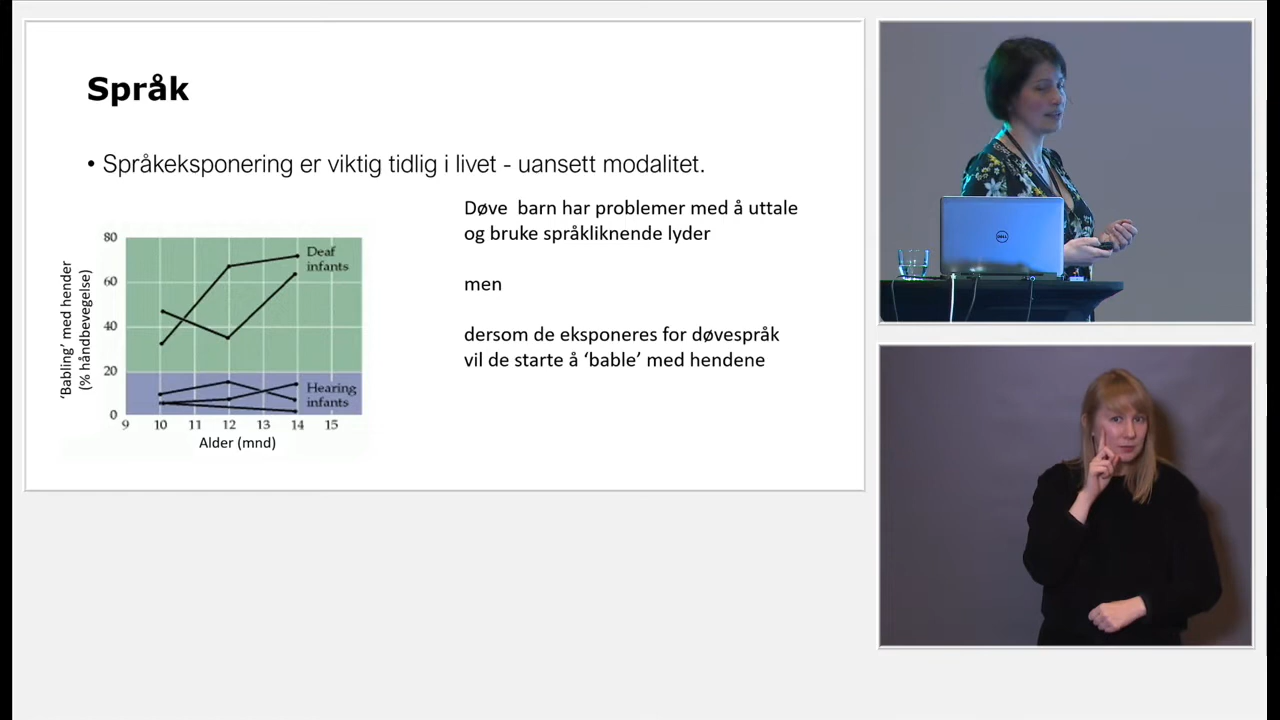 Språk
• Språkeksponering er viktig tidlig i livet - uansett modalitet.
Døve  barn har problemer med å uttale
og bruke språkliknende lyder
men
dersom de eksponeres for døvespråk
vil de starte å ‘bable’ med hendene
‘Babling’ med hender
(% håndbevegelse)
80
60
40
20
0
Deaf
infants
Hearing
infants
9 10 11 12 13 14 15
Alder (mnd)
DELL